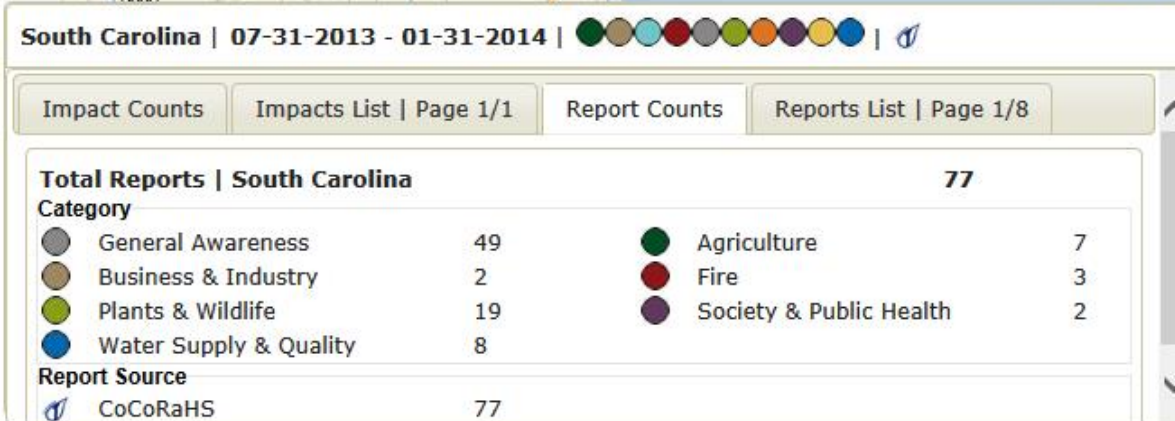 South Carolina | 07-31-2013 - 01-31-2014 | |
Impact Counts Impacts List | Page 1/1 Report Counts Reports List | Page 1/8
Total Reports | South Carolina 77
Category
General Awareness 49 Agriculture 7
Business & Industry 2 Fire 3
Plants & Wildlife 19 Society & Public Health 2
Water Supply & Quality 8
Report Source
CoCoRaHS 77